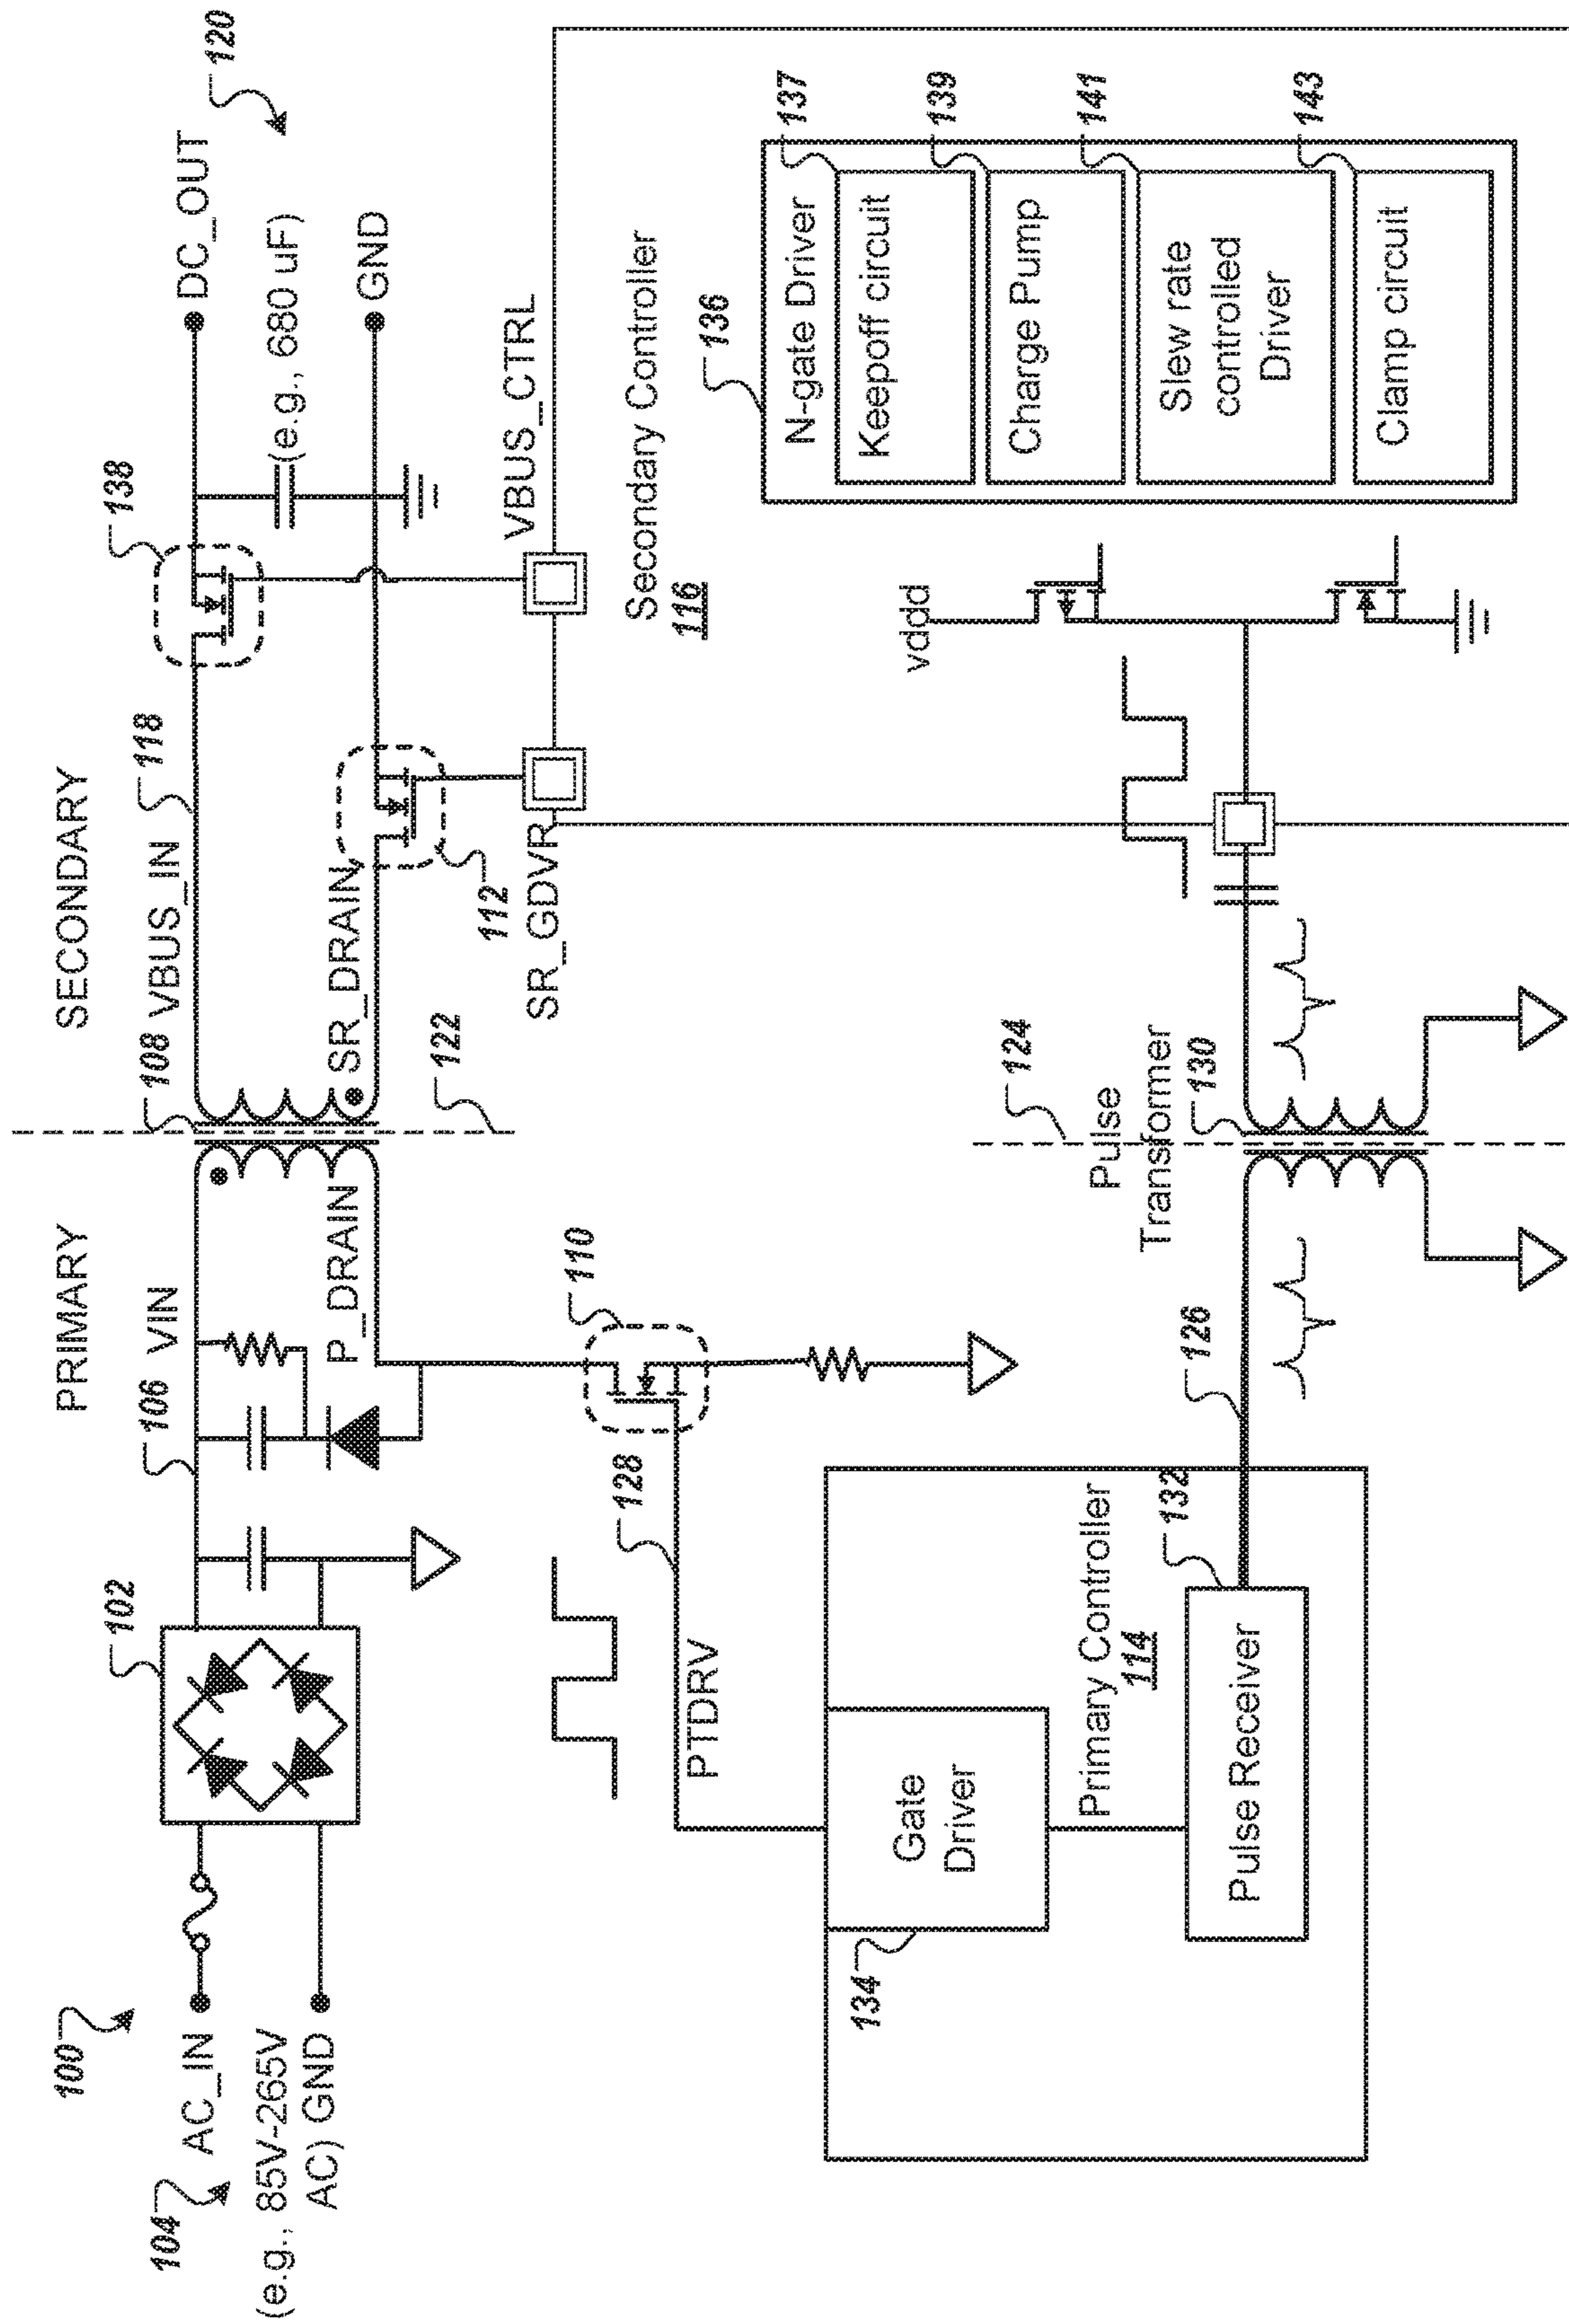 100
104
AC_IN
(e.g., 85V-265V
AC) GND
102
PRIMARY
106
VIN
P_DRAIN
108
SECONDARY
VBUS_IN
118
SR_DRAIN
122
112
SR_GDVR
138
DC_OUT
120
(e.g., 680 uF)
GND
VBUS_CTRL
110
128
PTDRV
134
Gate
Driver
Primary Controller
114
132
Pulse Receiver
126
124
Pulse
Transformer
130
Secondary Controller
116
vddd
136
N-gate Driver
137
Keepoff circuit
139
Charge Pump
141
Slew rate
controlled
Driver
143
Clamp circuit